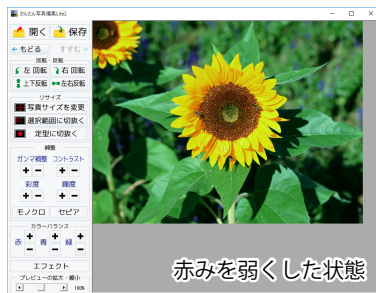 かんたん写真編集Lite2
開く 保存
←もどる すすむ→
回転・反転
左 回転 右 回転
上下反転 左右反転
リサイズ
写真サイズを変更
選択範囲に切抜く
定型に切抜く
補整
ガンマ補整 コントラスト
+ − + −
彩度 輝度
+ − + −
モノクロ セピア
カラーバランス
赤 + − 青 + − 緑 + −
エフェクト
プレビューの拡大・縮小
100%
赤みを弱くした状態